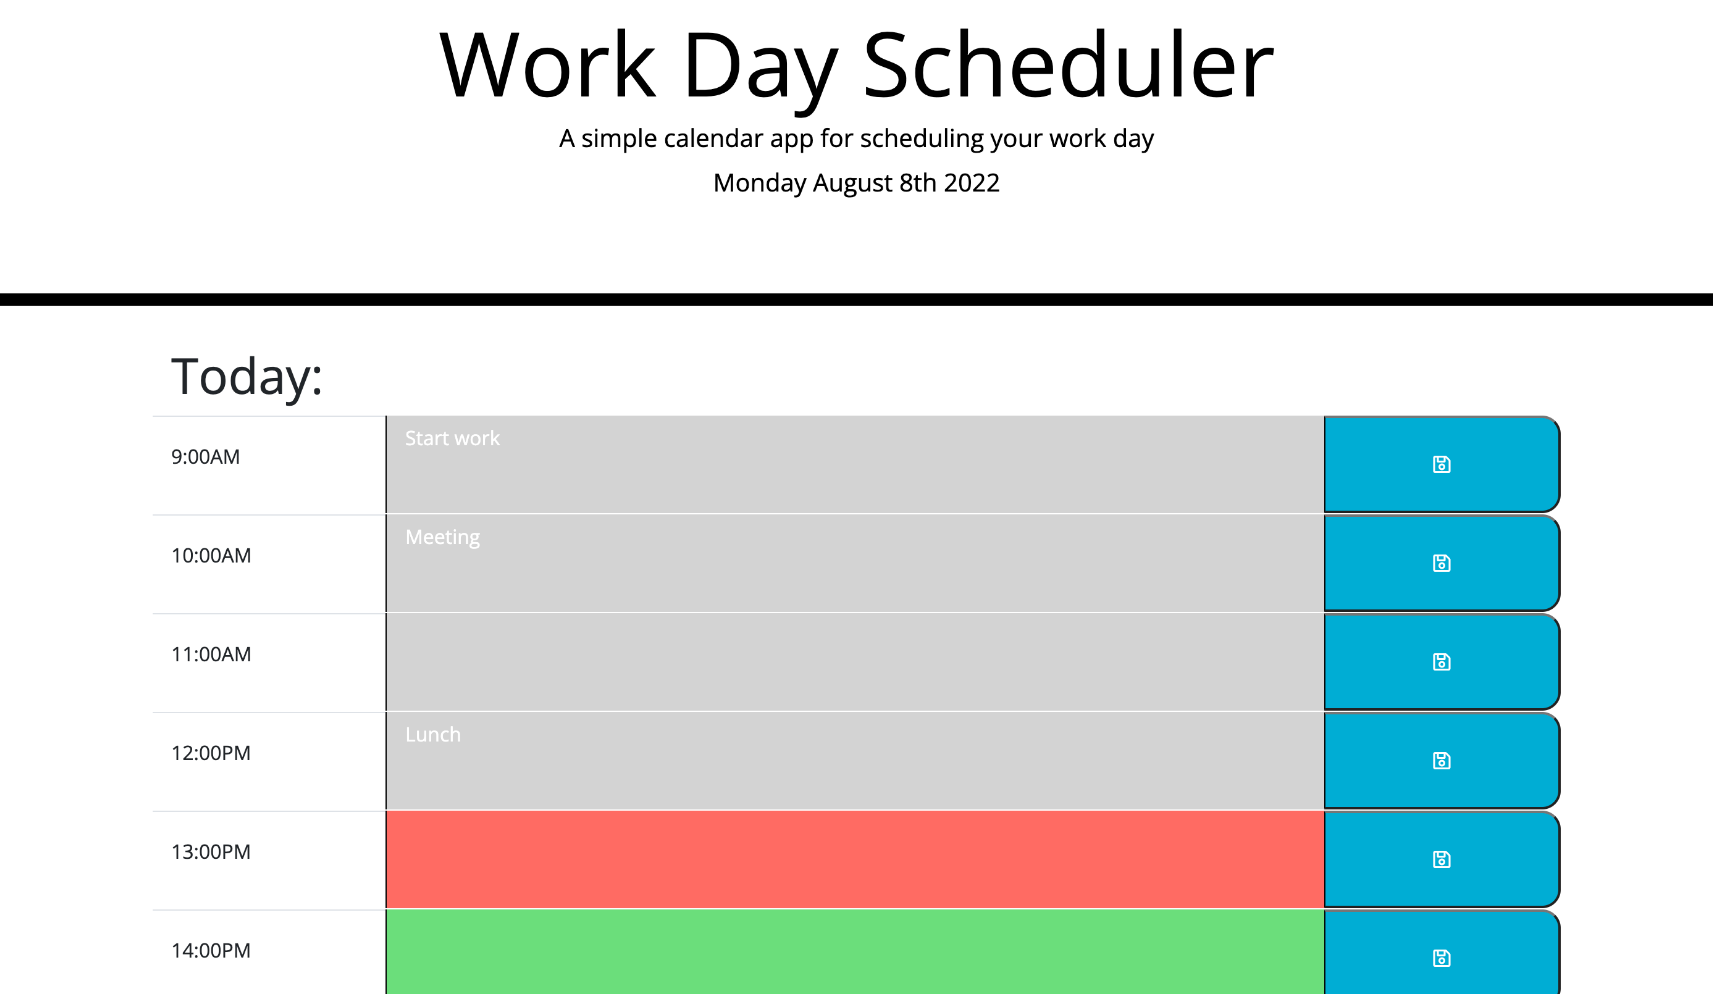 Work Day Scheduler
A simple calendar app for scheduling your work day
Monday August 8th 2022
Today:
9:00AM
Start work
10:00AM
Meeting
11:00AM
12:00PM
Lunch
13:00PM
14:00PM